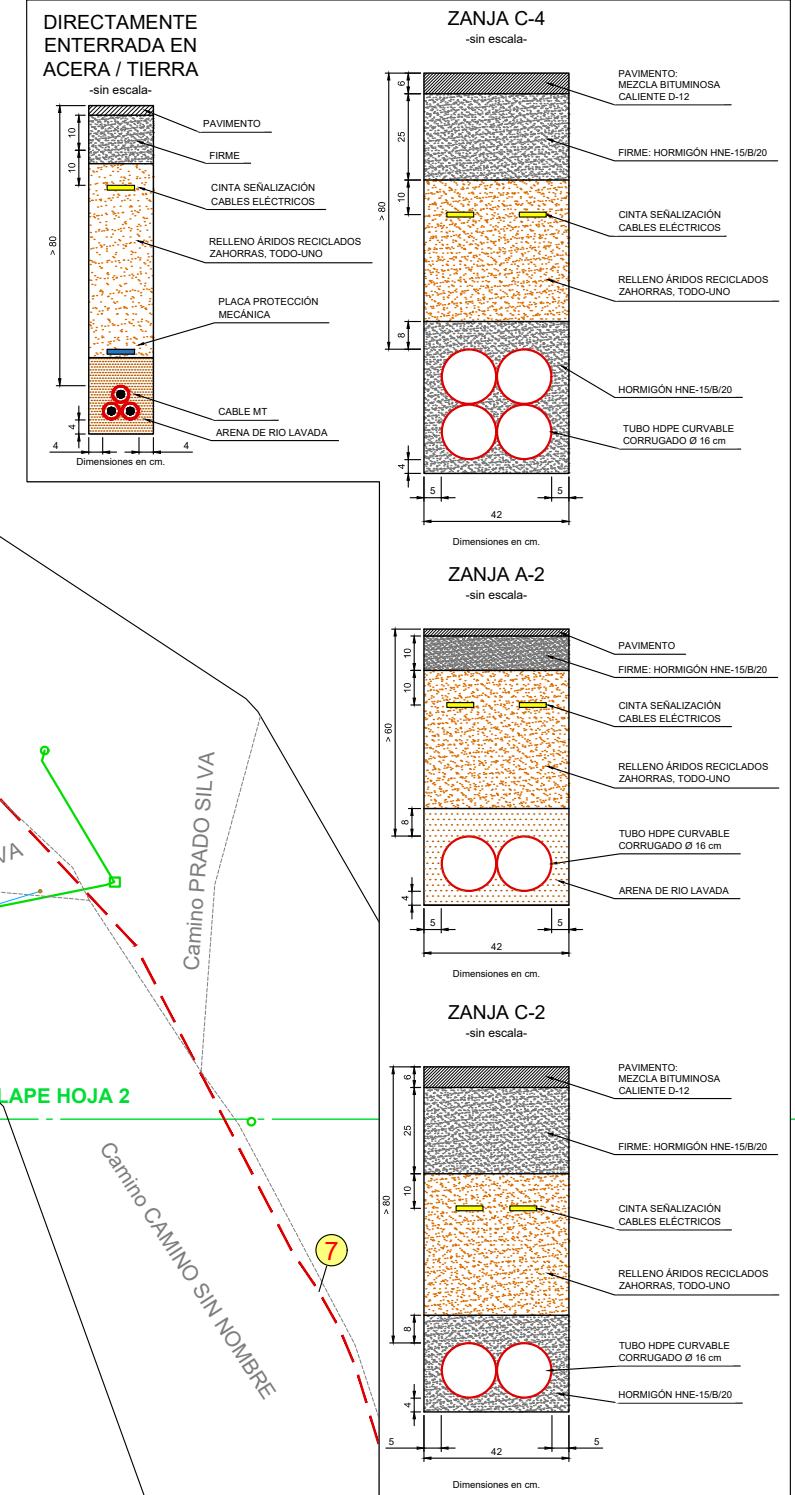 DIRECTAMENTE
ENTERRADA EN
ACERA / TIERRA
-sin escala-
PAVIMENTO
10
FIRME
10
CINTA SEÑALIZACIÓN
CABLES ELÉCTRICOS
> 80
RELLENO ÁRIDOS RECICLADOS
ZAHORRAS, TODO-UNO
PLACA PROTECCIÓN
MECÁNICA
CABLE MT
ARENA DE RIO LAVADA
4
4
4
Dimensiones en cm.
ZANJA C-4
-sin escala-
PAVIMENTO:
MEZCLA BITUMINOSA
CALIENTE D-12
6
25
FIRME: HORMIGÓN HNE-15/B/20
10
> 80
CINTA SEÑALIZACIÓN
CABLES ELÉCTRICOS
RELLENO ÁRIDOS RECICLADOS
ZAHORRAS, TODO-UNO
8
HORMIGÓN HNE-15/B/20
TUBO HDPE CURVABLE
CORRUGADO Ø 16 cm
4
5
5
42
Dimensiones en cm.
ZANJA A-2
-sin escala-
PAVIMENTO
10
FIRME: HORMIGÓN HNE-15/B/20
10
CINTA SEÑALIZACIÓN
CABLES ELÉCTRICOS
> 60
RELLENO ÁRIDOS RECICLADOS
ZAHORRAS, TODO-UNO
8
TUBO HDPE CURVABLE
CORRUGADO Ø 16 cm
ARENA DE RIO LAVADA
4
5
5
42
Dimensiones en cm.
ZANJA C-2
-sin escala-
PAVIMENTO:
MEZCLA BITUMINOSA
CALIENTE D-12
6
25
FIRME: HORMIGÓN HNE-15/B/20
10
> 80
CINTA SEÑALIZACIÓN
CABLES ELÉCTRICOS
RELLENO ÁRIDOS RECICLADOS
ZAHORRAS, TODO-UNO
8
TUBO HDPE CURVABLE
CORRUGADO Ø 16 cm
HORMIGÓN HNE-15/B/20
4
5
5
42
Dimensiones en cm.
VA
Camino PRADO SILVA
LAPE HOJA 2
Camino CAMINO SIN NOMBRE
7